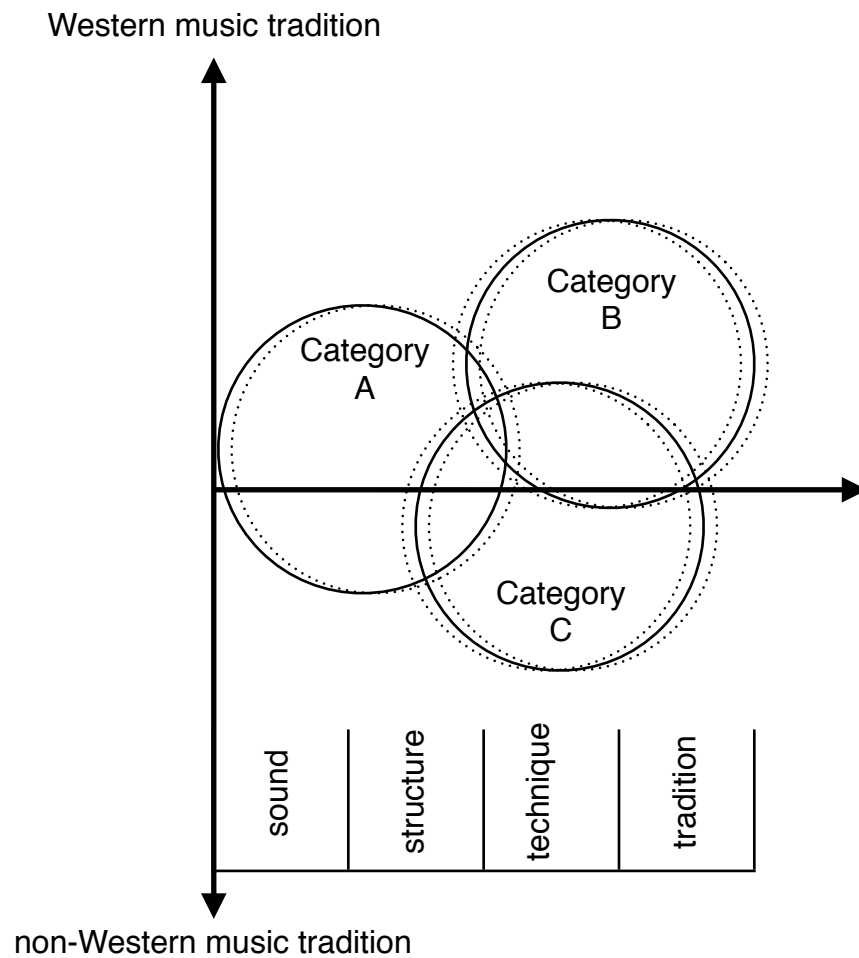 Western music tradition
Category
B
Category
A
Category
C
sound
structure
technique
tradition
non-Western music tradition